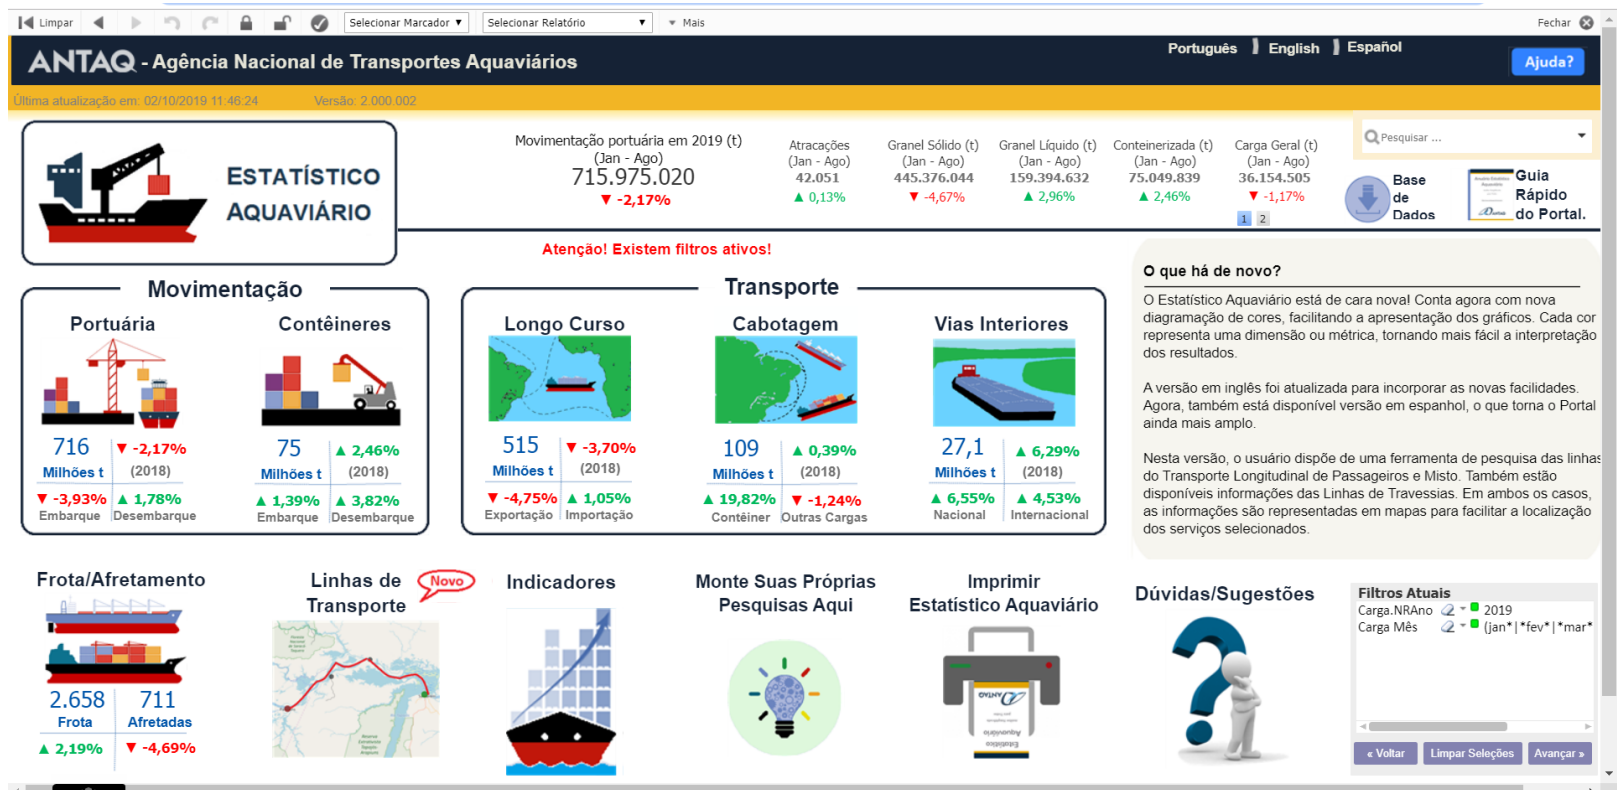 Limpar
Selecionar Marcador
Selecionar Relatório
Mais
Fechar
ANTAQ - Agência Nacional de Transportes Aquaviários
Português
English
Español
Ajuda?
Última atualização em: 02/10/2019 11:46:24
Versão: 2.000.002
ESTATÍSTICO
AQUAVIÁRIO
Movimentação portuária em 2019 (t)
(Jan - Ago)
715.975.020
▼ -2,17%
Atracações
(Jan - Ago)
42.051
▲ 0,13%
Granel Sólido (t)
(Jan - Ago)
445.376.044
▼ -4,67%
Granel Líquido (t)
(Jan - Ago)
159.394.632
▲ 2,96%
Conteinerizada (t)
(Jan - Ago)
75.049.839
▲ 2,46%
Carga Geral (t)
(Jan - Ago)
36.154.505
▼ -1,17%
1 2
Pesquisar ...
Base
de
Dados
Guia
Rápido
do Portal.
Atenção! Existem filtros ativos!
Movimentação
Portuária
716
Milhões t
▼ -2,17%
(2018)
▼ -3,93%
Embarque
▲ 1,78%
Desembarque
Contêineres
75
Milhões t
▲ 2,46%
(2018)
▲ 1,39%
Embarque
▲ 3,82%
Desembarque
Transporte
Longo Curso
515
Milhões t
▼ -3,70%
(2018)
▼ -4,75%
Exportação
▲ 1,05%
Importação
Cabotagem
109
Milhões t
▲ 0,39%
(2018)
▲ 19,82%
Contêiner
▼ -1,24%
Outras Cargas
Vias Interiores
27,1
Milhões t
▲ 6,29%
(2018)
▲ 6,55%
Nacional
▲ 4,53%
Internacional
O que há de novo?
O Estatístico Aquaviário está de cara nova! Conta agora com nova
diagramação de cores, facilitando a apresentação dos gráficos. Cada cor
representa uma dimensão ou métrica, tornando mais fácil a interpretação
dos resultados.
A versão em inglês foi atualizada para incorporar as novas facilidades.
Agora, também está disponível versão em espanhol, o que torna o Portal
ainda mais amplo.
Nesta versão, o usuário dispõe de uma ferramenta de pesquisa das linhas
do Transporte Longitudinal de Passageiros e Misto. Também estão
disponíveis informações das Linhas de Travessias. Em ambos os casos,
as informações são representadas em mapas para facilitar a localização
dos serviços selecionados.
Frota/Afretamento
2.658
Frota
▲ 2,19%
711
Afretadas
▼ -4,69%
Linhas de
Transporte
Novo
Indicadores
Monte Suas Próprias
Pesquisas Aqui
Imprimir
Estatístico Aquaviário
ANTAQ
Estatístico
Aquaviário
Dúvidas/Sugestões
Filtros Atuais
Carga.NRAno 2019
Carga Mês (jan*|*fev*|*mar*
« Voltar
Limpar Seleções
Avançar »